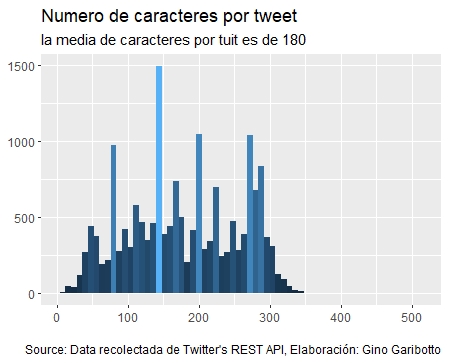 Numero de caracteres por tweet
la media de caracteres por tuit es de 180
1500
1000
500
0
0 100 200 300 400 500
Source: Data recolectada de Twitter's REST API, Elaboración: Gino Garibotto